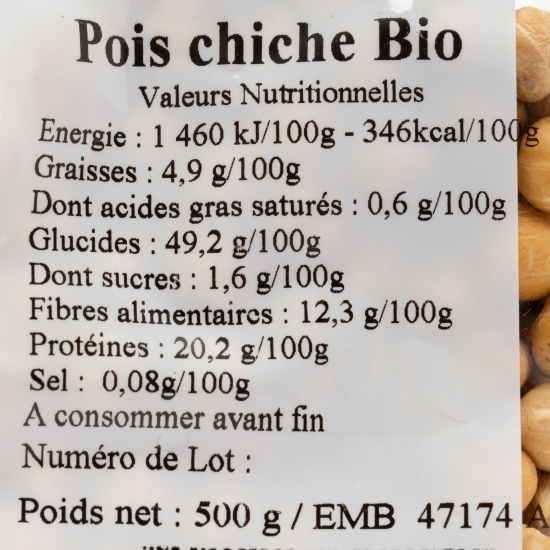 Pois chiche Bio
Valeurs Nutritionnelles
Energie : 1 460 kJ/100g - 346kcal/100g
Graisses : 4,9 g/100g
Dont acides gras saturés : 0,6 g/100g
Glucides : 49,2 g/100g
Dont sucres : 1,6 g/100g
Fibres alimentaires : 12,3 g/100g
Protéines : 20,2 g/100g
Sel : 0,08g/100g
A consommer avant fin
Numéro de Lot :
Poids net : 500 g / EMB 47174 A